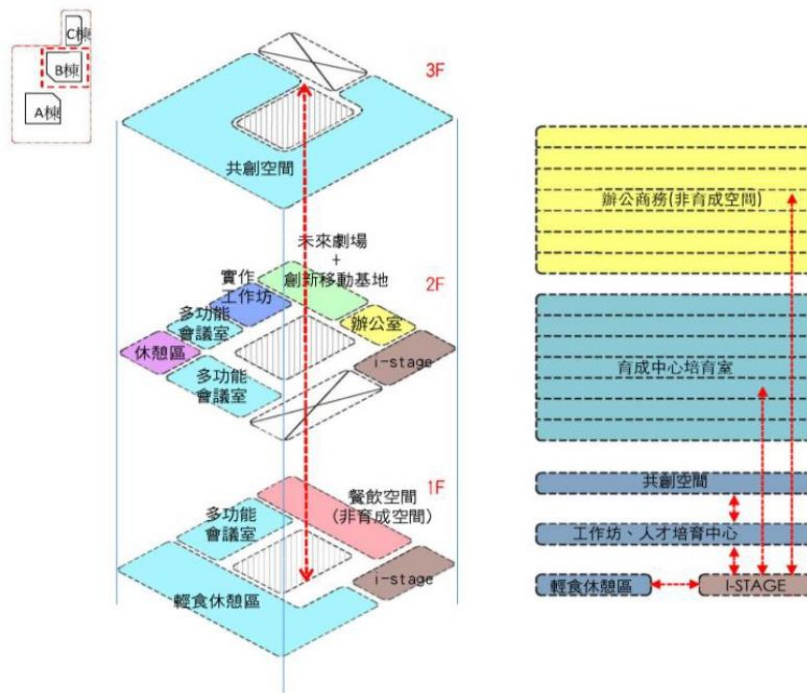 C棟
B棟
A棟
3F
共創空間
未來劇場
+
創新移動基地
實作
工作坊
2F
多功能
會議室
辦公室
休憩區
i-stage
多功能
會議室
1F
餐飲空間
(非育成空間)
多功能
會議室
i-stage
輕食休憩區
辦公商務(非育成空間)
育成中心培育室
共創空間
工作坊、人才培育中心
輕食休憩區
I-STAGE